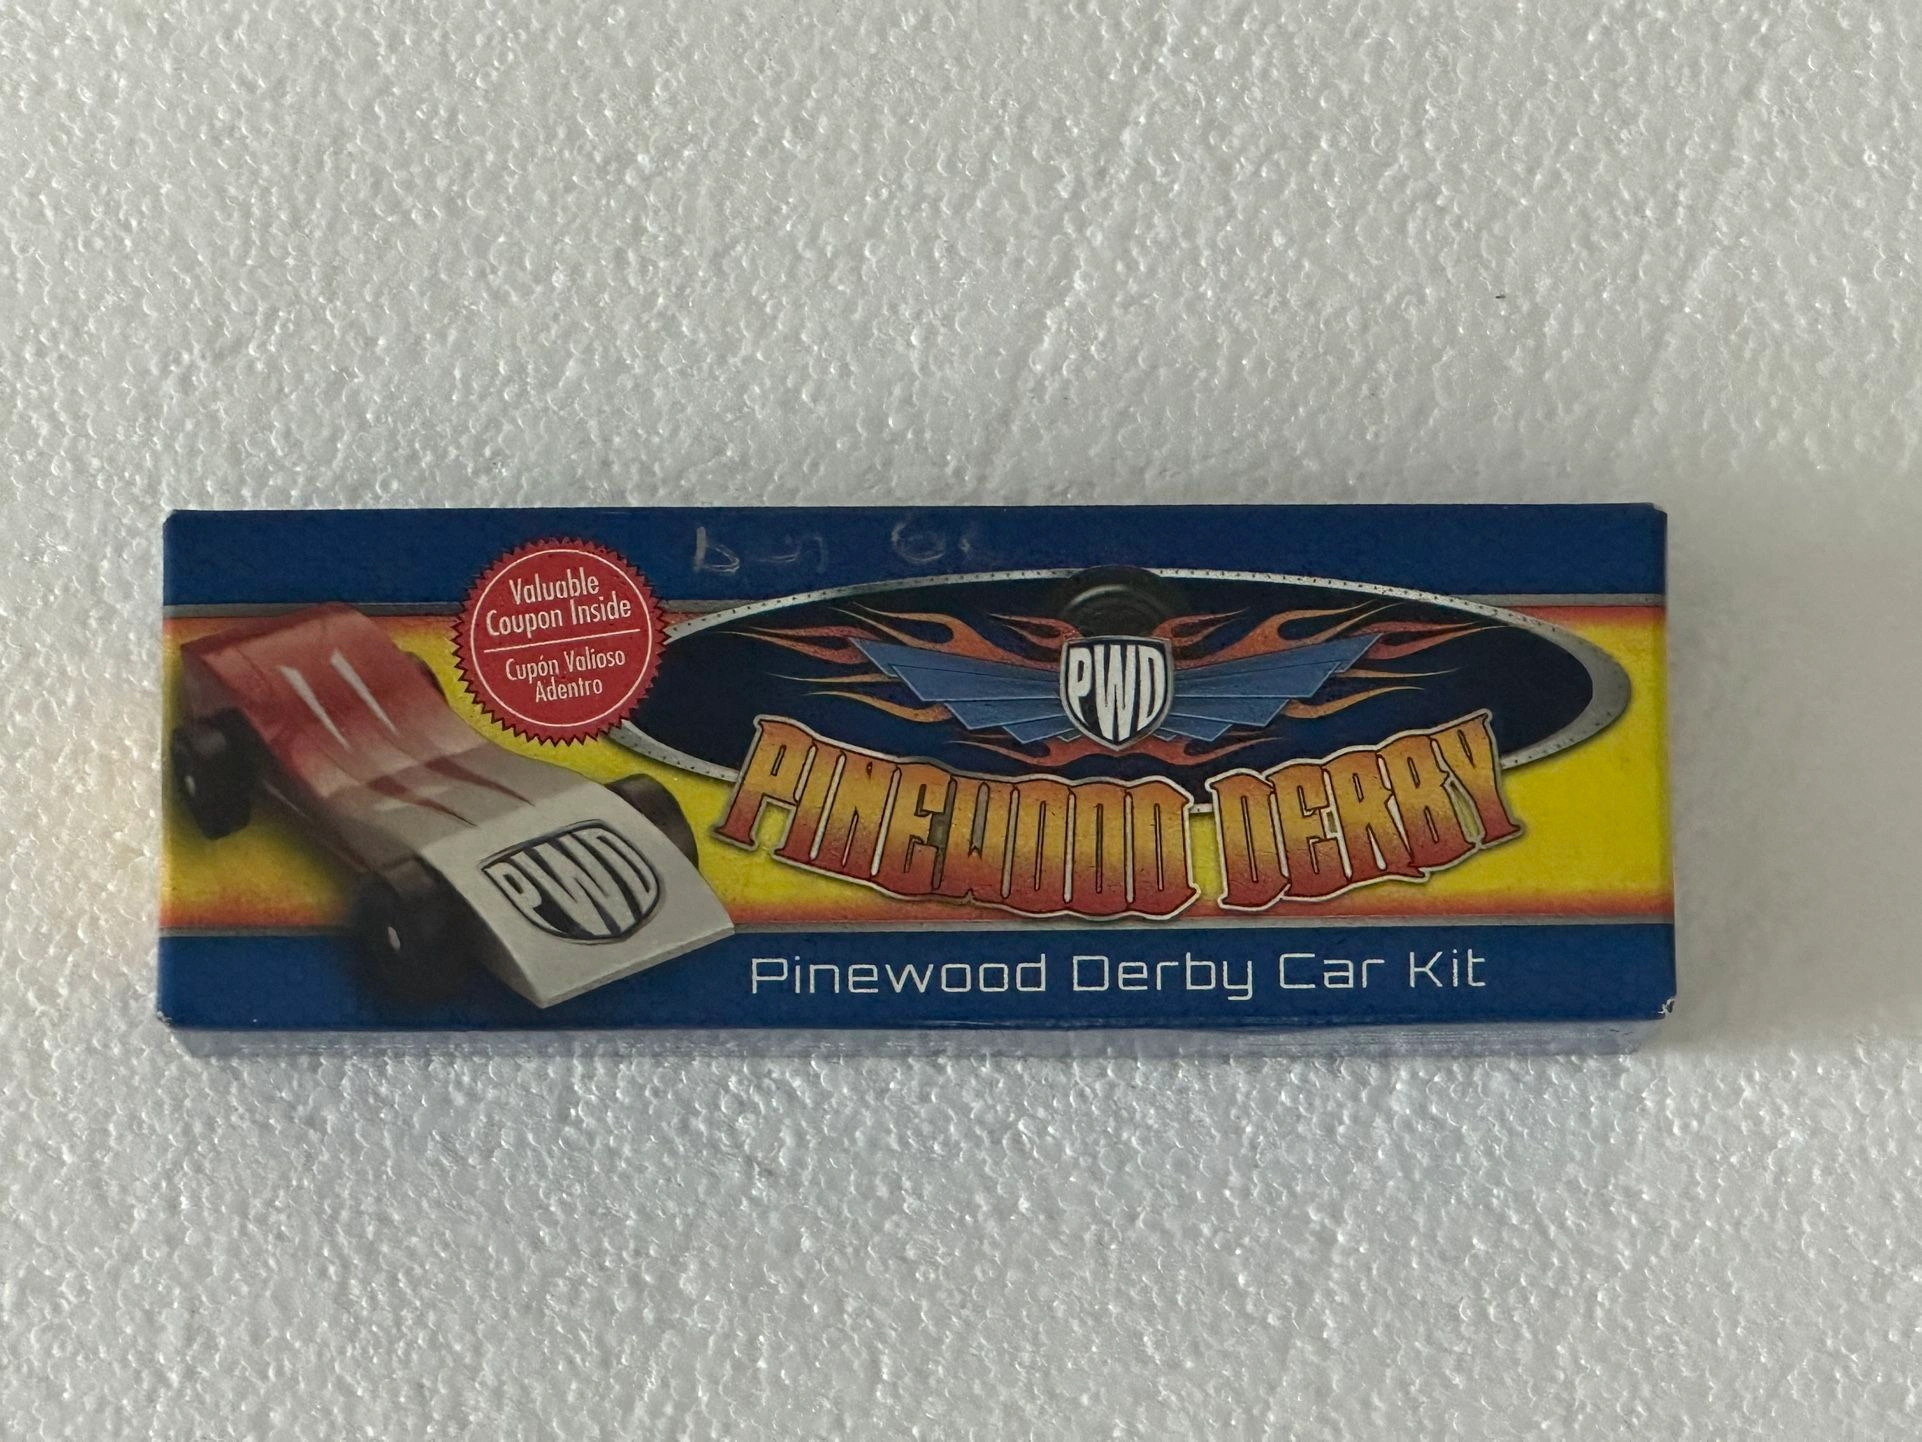 Valuable
Coupon Inside
Cupón Valioso
Adentro
PWD
PINEWOOD DERBY
PWD
Pinewood Derby Car Kit